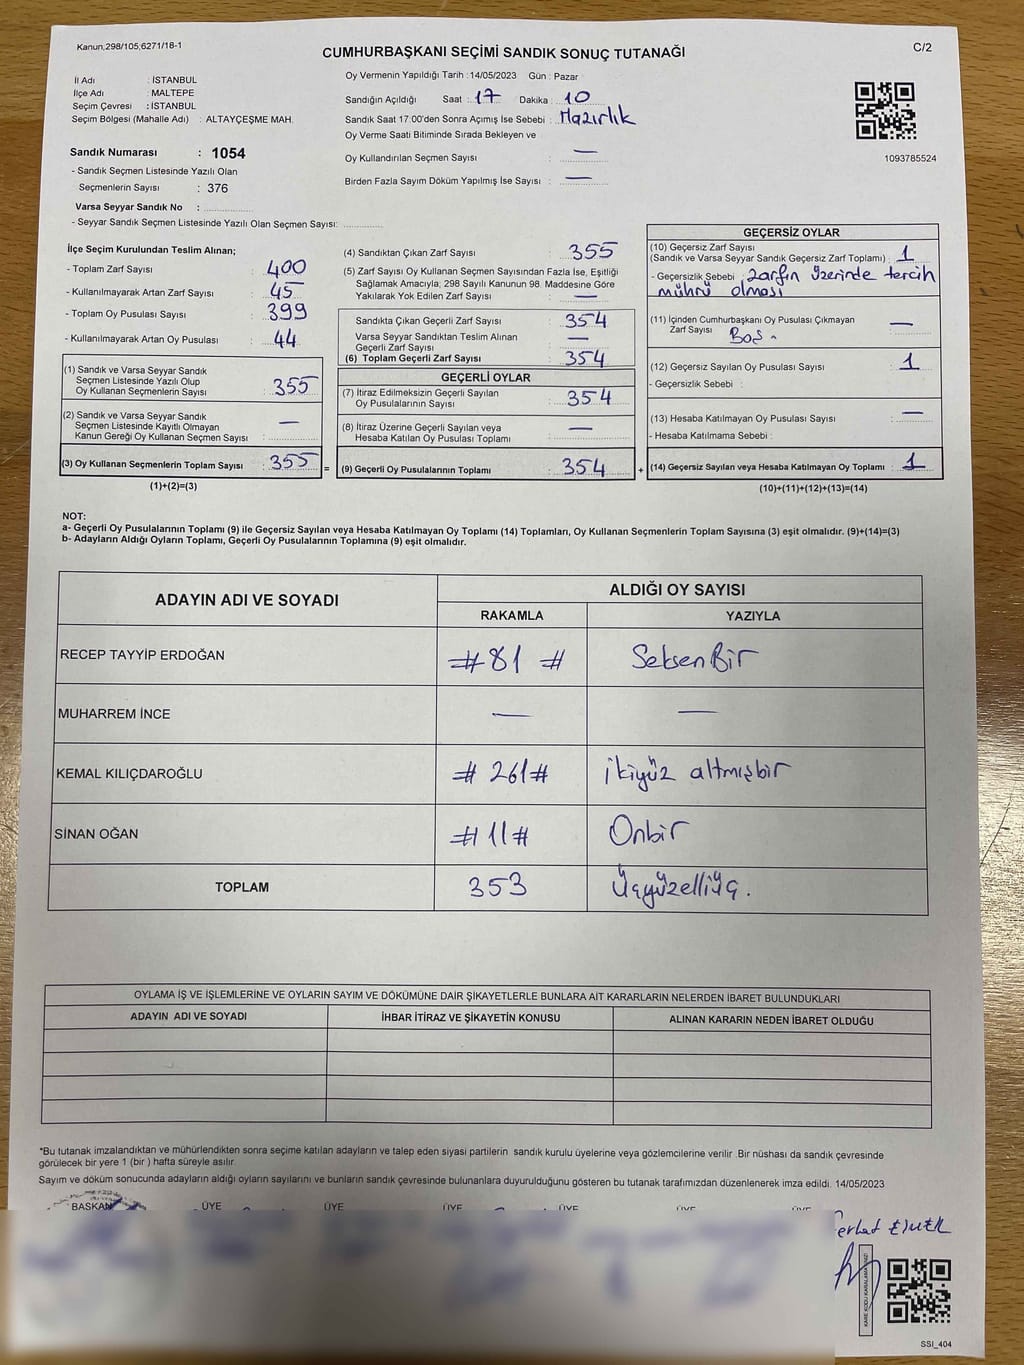 Kanun,298/105;6271/18-1
CUMHURBAŞKANI SEÇİMİ SANDIK SONUÇ TUTANAĞI
C/2
İl Adı : İSTANBUL
İlçe Adı : MALTEPE
Seçim Çevresi : İSTANBUL
Seçim Bölgesi (Mahalle Adı) : ALTAYÇEŞME MAH.
Sandık Numarası : 1054
- Sandık Seçmen Listesinde Yazılı Olan
Seçmenlerin Sayısı : 376
Varsa Seyyar Sandık No :
- Seyyar Sandık Seçmen Listesinde Yazılı Olan Seçmen Sayısı:
Oy Vermenin Yapıldığı Tarih :14/05/2023 Gün : Pazar
Sandığın Açıldığı Saat : 17 Dakika : 10
Sandık Saat 17:00'den Sonra Açımış İse Sebebi : Hazırlık
Oy Verme Saati Bitiminde Sırada Bekleyen ve
Oy Kullandırılan Seçmen Sayısı : —
Birden Fazla Sayım Döküm Yapılmış İse Sayısı : —
1093785524
İlçe Seçim Kurulundan Teslim Alınan;
- Toplam Zarf Sayısı : 400
- Kullanılmayarak Artan Zarf Sayısı : 45
- Toplam Oy Pusulası Sayısı : 399
- Kullanılmayarak Artan Oy Pusulası : 44
(1) Sandık ve Varsa Seyyar Sandık
Seçmen Listesinde Yazılı Olup
Oy Kullanan Seçmenlerin Sayısı : 355
(2) Sandık ve Varsa Seyyar Sandık
Seçmen Listesinde Kayıtlı Olmayan
Kanun Gereği Oy Kullanan Seçmen Sayısı : —
(3) Oy Kullanan Seçmenlerin Toplam Sayısı : 355 =
(1)+(2)=(3)
(4) Sandıktan Çıkan Zarf Sayısı : 355
(5) Zarf Sayısı Oy Kullanan Seçmen Sayısından Fazla İse, Eşitliği
Sağlamak Amacıyla; 298 Sayılı Kanunun 98. Maddesine Göre
Yakılarak Yok Edilen Zarf Sayısı : —
Sandıkta Çıkan Geçerli Zarf Sayısı : 354
Varsa Seyyar Sandıktan Teslim Alınan
Geçerli Zarf Sayısı : —
(6) Toplam Geçerli Zarf Sayısı : 354
GEÇERLİ OYLAR
(7) İtiraz Edilmeksizin Geçerli Sayılan
Oy Pusulalarının Sayısı : 354
(8) İtiraz Üzerine Geçerli Sayılan veya
Hesaba Katılan Oy Pusulası Toplamı : —
(9) Geçerli Oy Pusulalarının Toplamı : 354 +
GEÇERSİZ OYLAR
(10) Geçersiz Zarf Sayısı
(Sandık ve Varsa Seyyar Sandık Geçersiz Zarf Toplamı) : 1
- Geçersizlik Sebebi : Zarfın üzerinde tercih
mührü olması
(11) İçinden Cumhurbaşkanı Oy Pusulası Çıkmayan
Zarf Sayısı Boş : —
(12) Geçersiz Sayılan Oy Pusulası Sayısı : 1
- Geçersizlik Sebebi :
(13) Hesaba Katılmayan Oy Pusulası Sayısı : —
- Hesaba Katılmama Sebebi :
(14) Geçersiz Sayılan veya Hesaba Katılmayan Oy Toplamı : 1
(10)+(11)+(12)+(13)=(14)
NOT:
a- Geçerli Oy Pusulalarının Toplamı (9) ile Geçersiz Sayılan veya Hesaba Katılmayan Oy Toplamı (14) Toplamları, Oy Kullanan Seçmenlerin Toplam Sayısına (3) eşit olmalıdır. (9)+(14)=(3)
b- Adayların Aldığı Oyların Toplamı, Geçerli Oy Pusulalarının Toplamına (9) eşit olmalıdır.
ADAYIN ADI VE SOYADI
ALDIĞI OY SAYISI
RAKAMLA YAZIYLA
RECEP TAYYİP ERDOĞAN #81 # SeksenBir
MUHARREM İNCE — —
KEMAL KILIÇDAROĞLU # 261# ikiyüz altmışbir
SİNAN OĞAN #11# Onbir
TOPLAM 353 Üçyüzelliüç.
OYLAMA İŞ VE İŞLEMLERİNE VE OYLARIN SAYIM VE DÖKÜMÜNE DAİR ŞİKAYETLERLE BUNLARA AİT KARARLARIN NELERDEN İBARET BULUNDUKLARI
ADAYIN ADI VE SOYADI İHBAR İTİRAZ VE ŞİKAYETİN KONUSU ALINAN KARARIN NEDEN İBARET OLDUĞU
*Bu tutanak imzalandıktan ve mühürlendikten sonra seçime katılan adayların ve talep eden siyasi partilerin sandık kurulu üyelerine veya gözlemcilerine verilir .Bir nüshası da sandık çevresinde
görülecek bir yere 1 (bir ) hafta süreyle asılır.
Sayım ve döküm sonucunda adayların aldığı oyların sayılarını ve bunların sandık çevresinde bulunanlara duyurulduğunu gösteren bu tutanak tarafımızdan düzenlenerek imza edildi. 14/05/2023
BAŞKAN ÜYE ÜYE ÜYE ÜYE ÜYE ÜYE
KARE KODU KARALAMAYINIZ
SSI_404